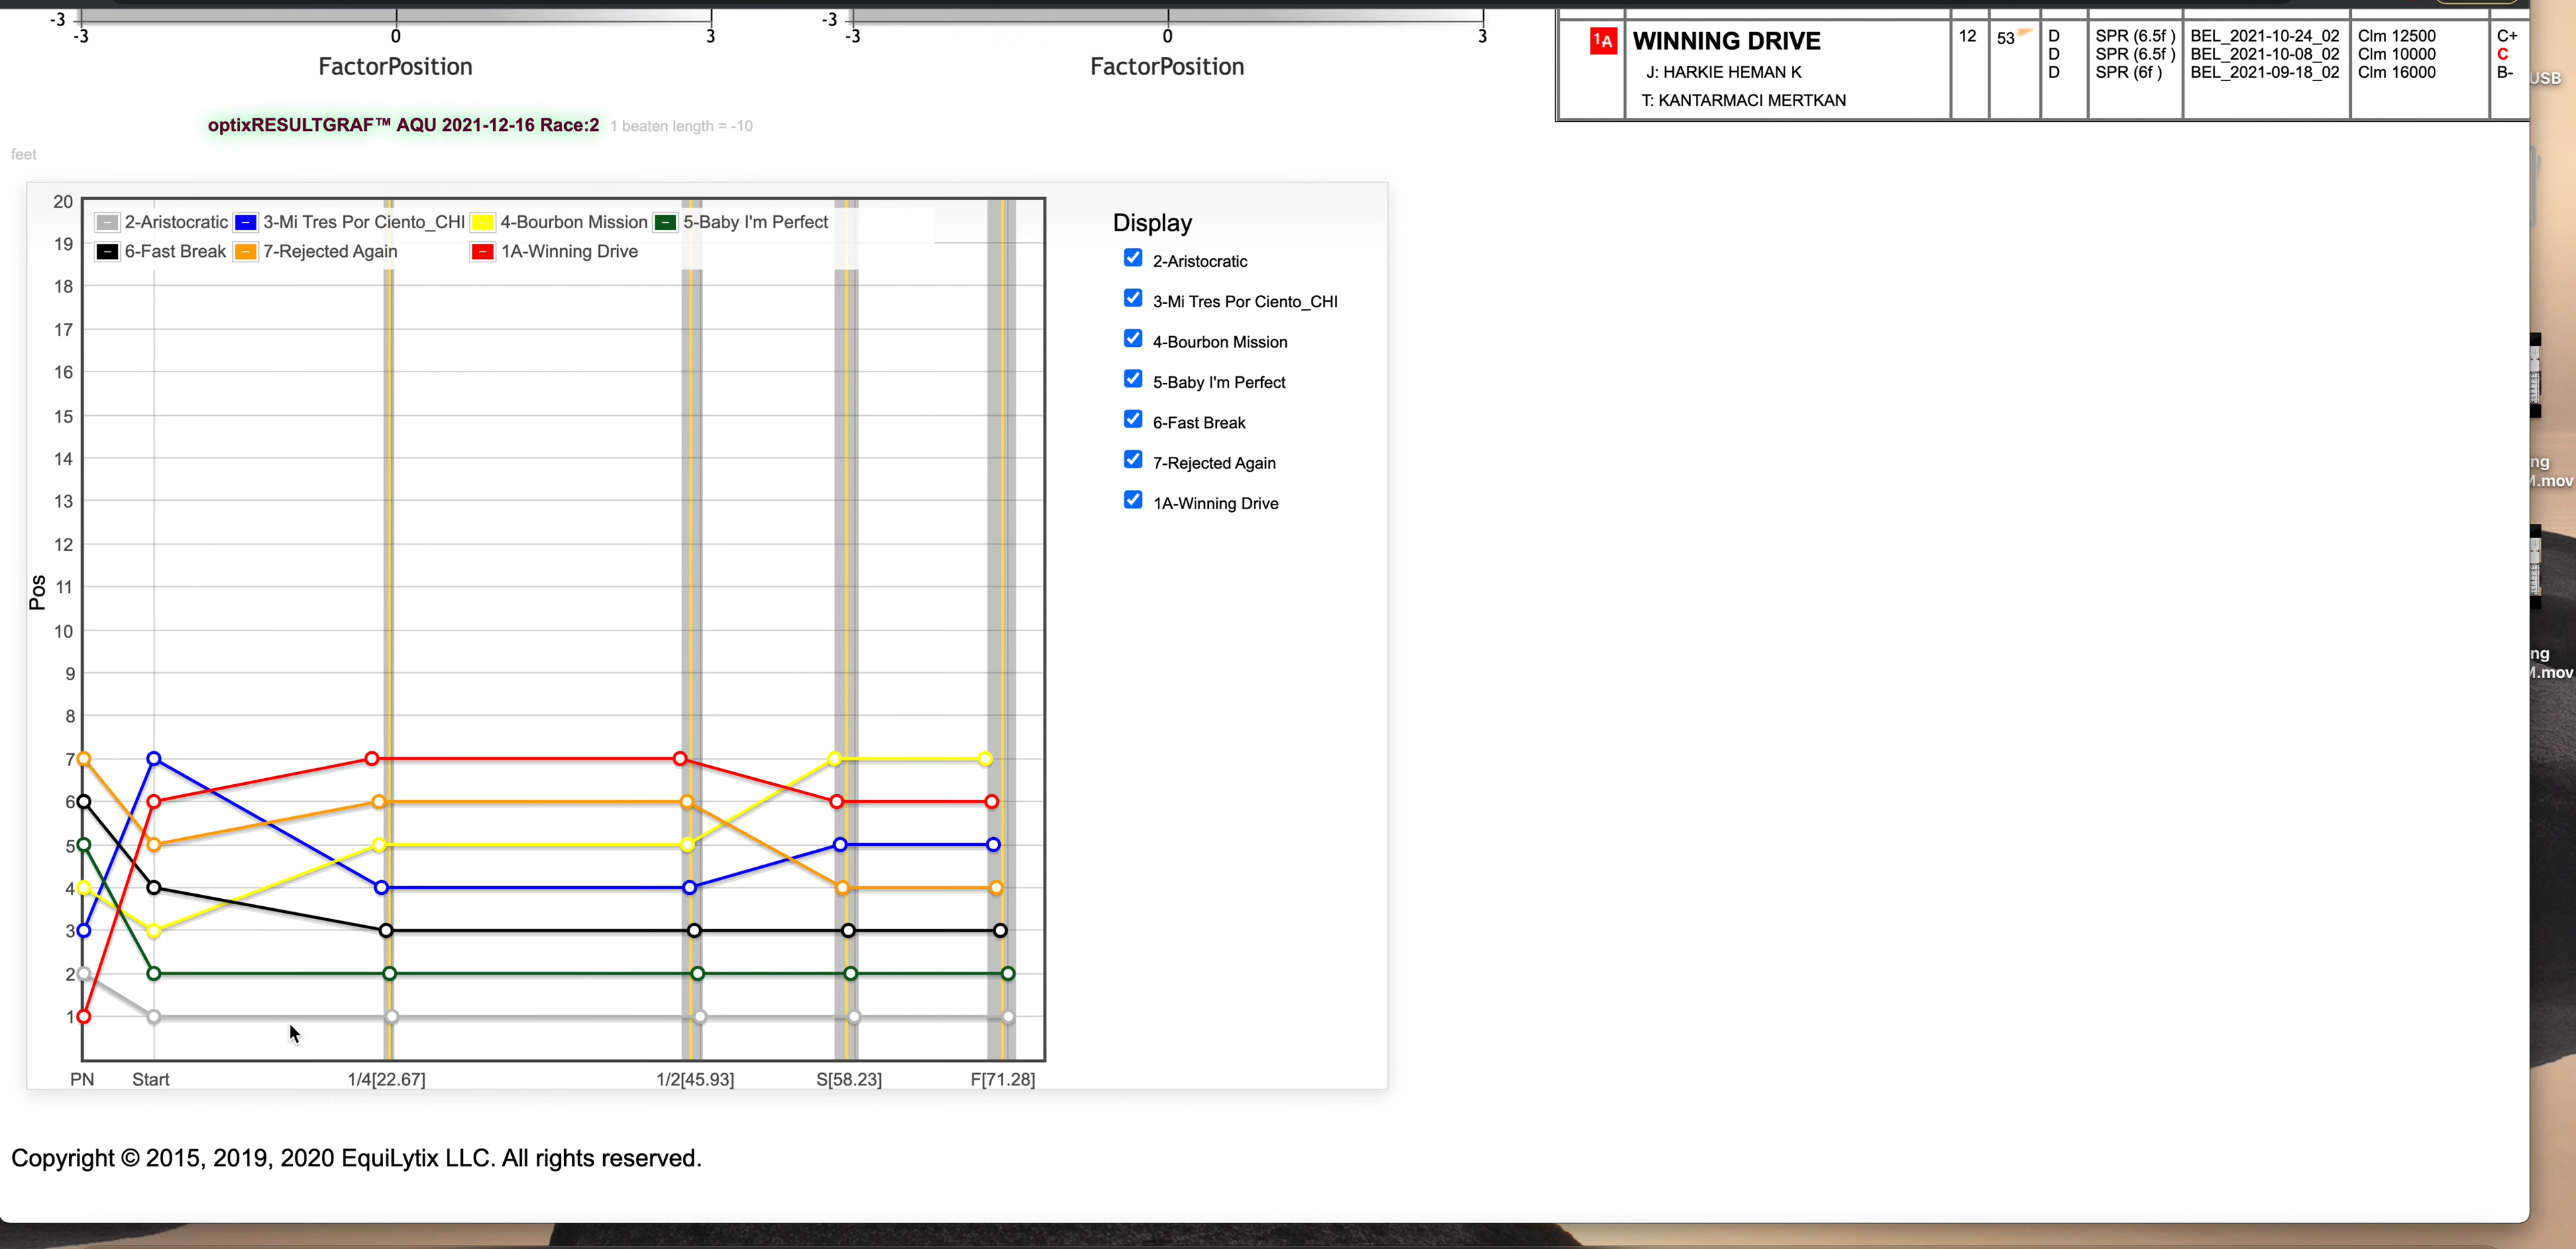 -3
-3
0
3
FactorPosition
-3
-3
0
3
FactorPosition
1A
WINNING DRIVE
J: HARKIE HEMAN K
T: KANTARMACI MERTKAN
12
53
D SPR (6.5f ) BEL_2021-10-24_02 Clm 12500 C+
D SPR (6.5f ) BEL_2021-10-08_02 Clm 10000 C
D SPR (6f ) BEL_2021-09-18_02 Clm 16000 B-
optixRESULTGRAF™ AQU 2021-12-16 Race:2 1 beaten length = -10
feet
2-Aristocratic 3-Mi Tres Por Ciento_CHI 4-Bourbon Mission 5-Baby I'm Perfect
6-Fast Break 7-Rejected Again 1A-Winning Drive
20
19
18
17
16
15
14
13
12
11
10
9
8
7
6
5
4
3
2
1
Pos
PN Start 1/4[22.67] 1/2[45.93] S[58.23] F[71.28]
Display
2-Aristocratic
3-Mi Tres Por Ciento_CHI
4-Bourbon Mission
5-Baby I'm Perfect
6-Fast Break
7-Rejected Again
1A-Winning Drive
Copyright © 2015, 2019, 2020 EquiLytix LLC. All rights reserved.
USB
ng
M.mov
ng
M.mov